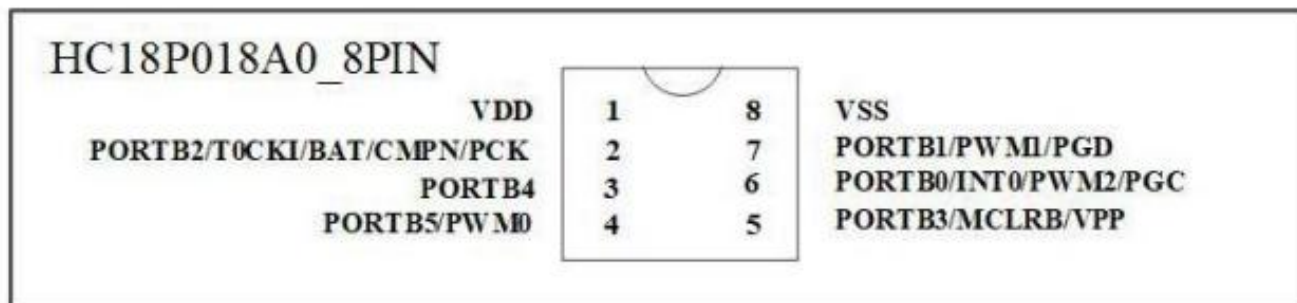 HC18P018A0_8PIN
VDD 1 8 VSS
PORTB2/T0CKI/BAT/CMPN/PCK 2 7 PORTB1/PWM1/PGD
PORTB4 3 6 PORTB0/INT0/PWM2/PGC
PORTB5/PWM0 4 5 PORTB3/MCLRB/VPP